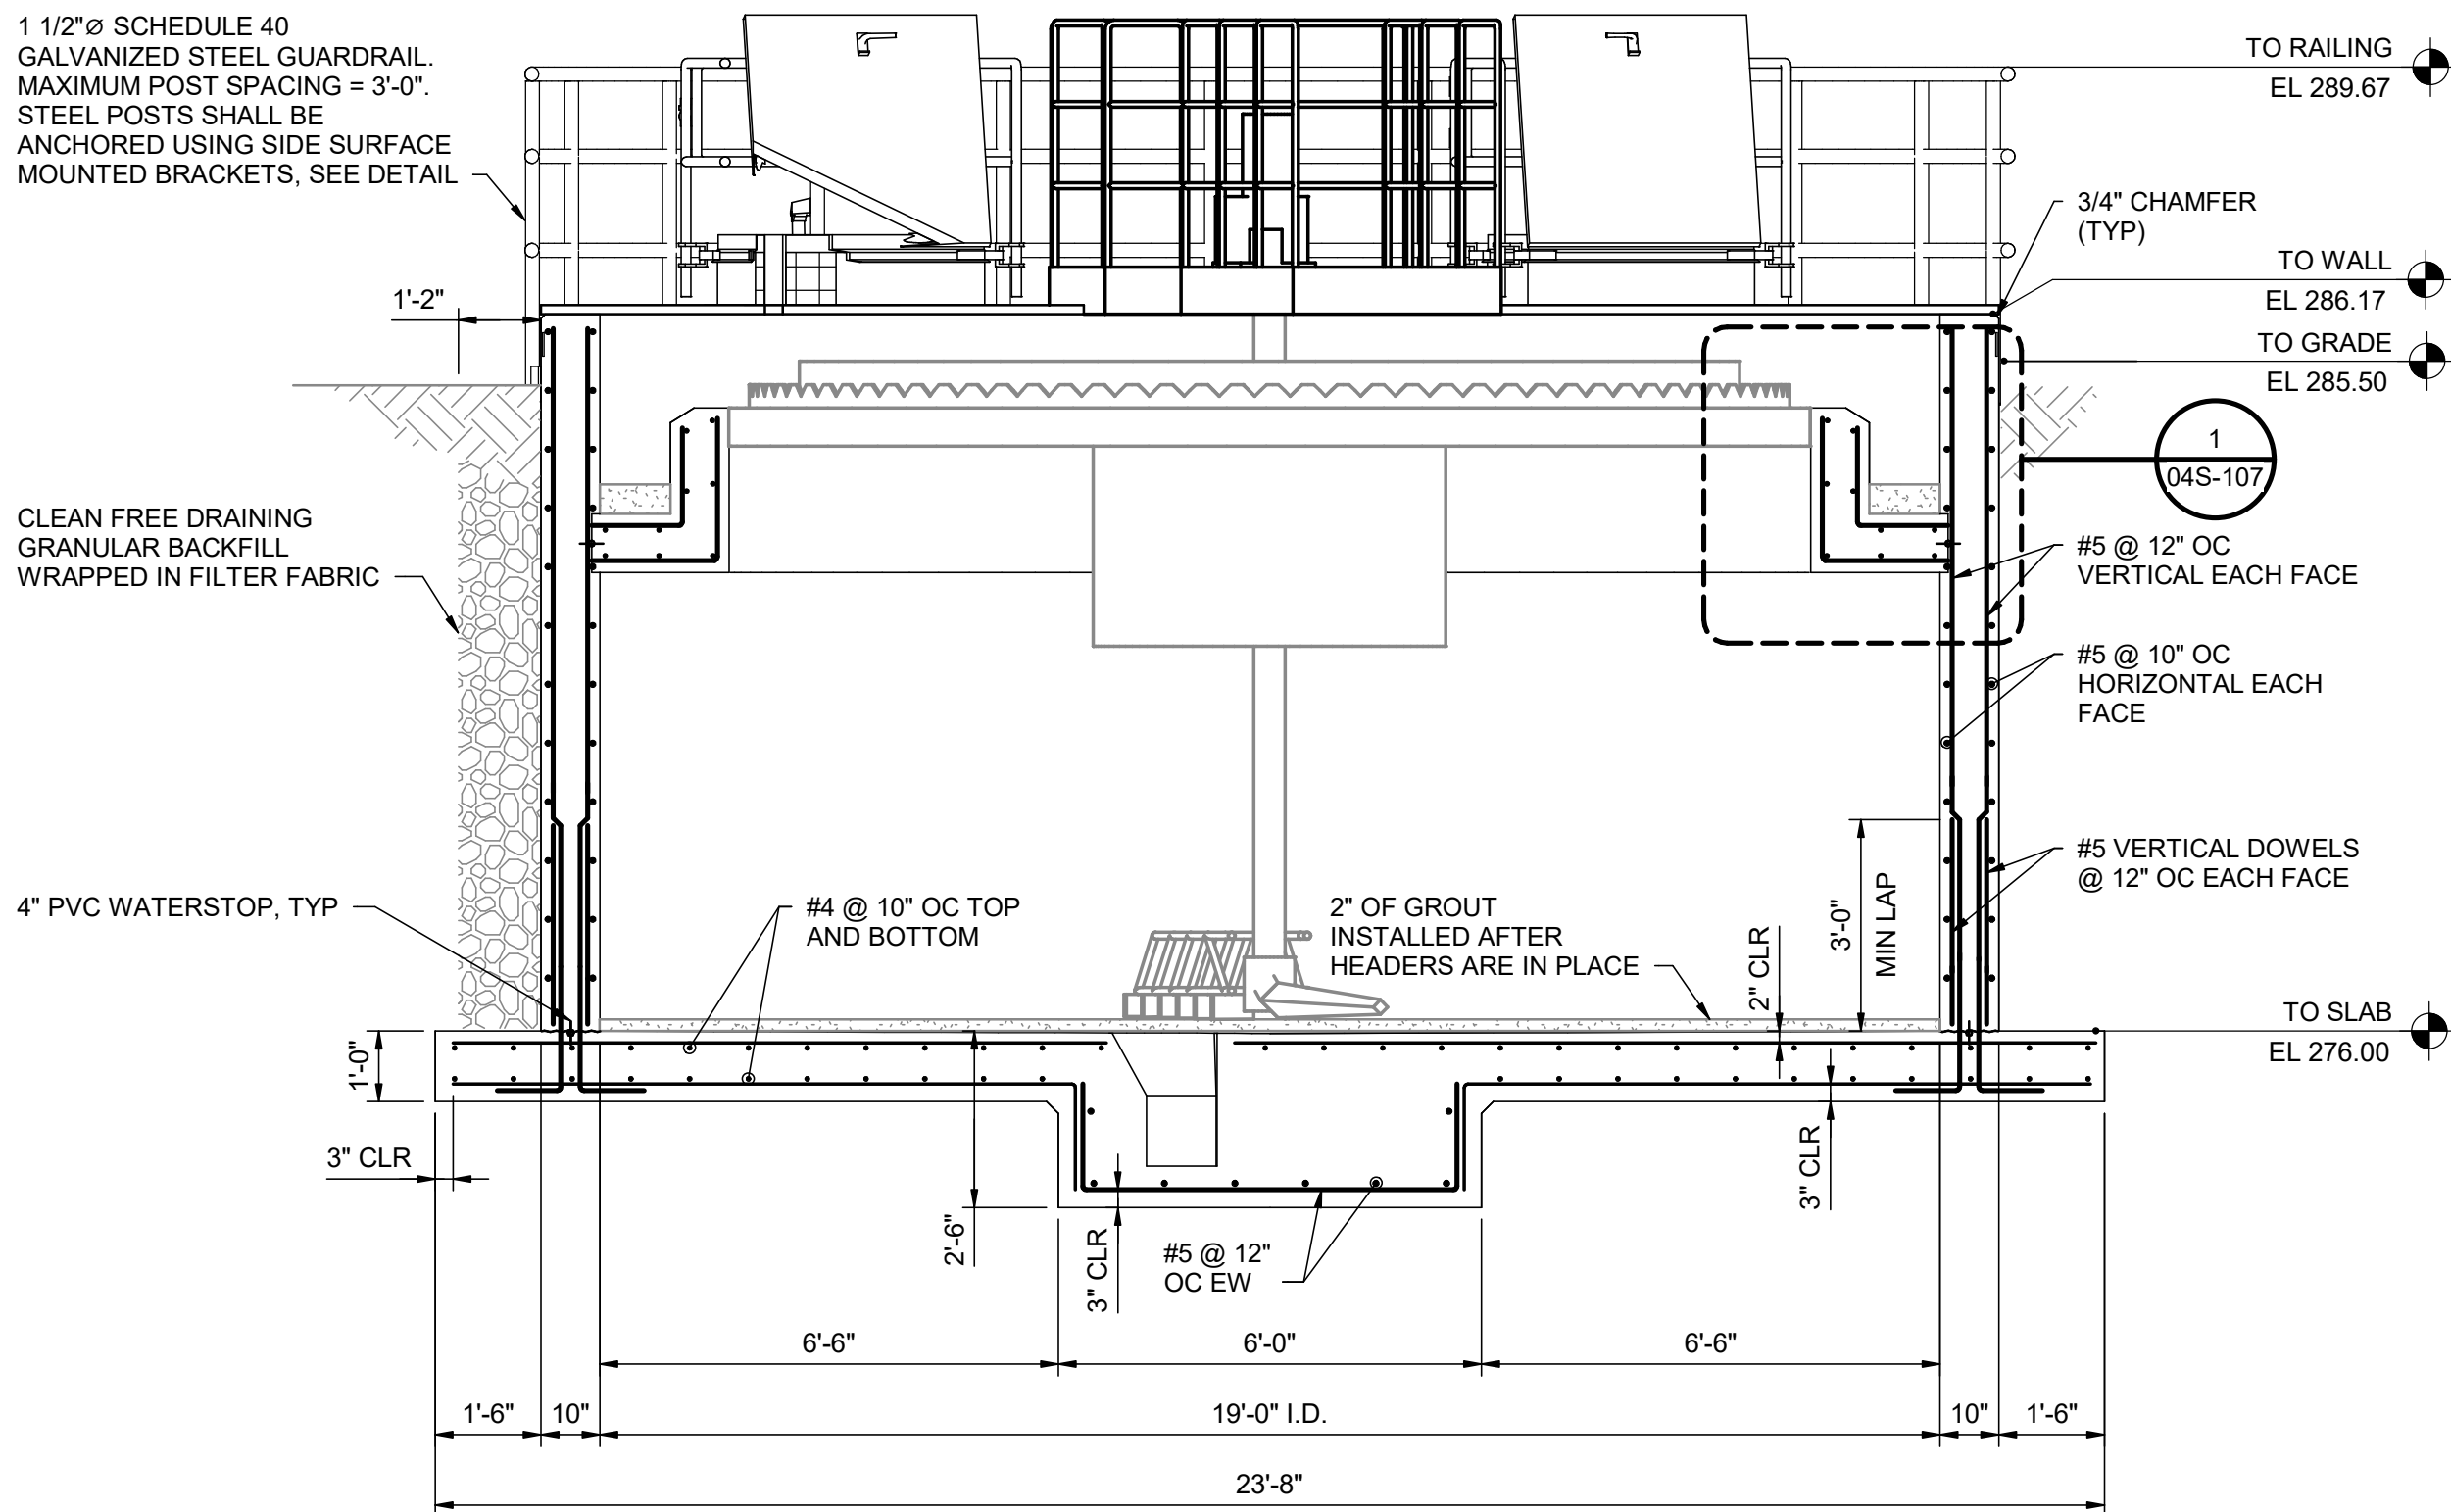 1 1/2"Ø SCHEDULE 40
GALVANIZED STEEL GUARDRAIL.
MAXIMUM POST SPACING = 3'-0".
STEEL POSTS SHALL BE
ANCHORED USING SIDE SURFACE
MOUNTED BRACKETS, SEE DETAIL
TO RAILING
EL 289.67
3/4" CHAMFER
(TYP)
TO WALL
EL 286.17
TO GRADE
EL 285.50
1'-2"
1
04S-107
CLEAN FREE DRAINING
GRANULAR BACKFILL
WRAPPED IN FILTER FABRIC
#5 @ 12" OC
VERTICAL EACH FACE
#5 @ 10" OC
HORIZONTAL EACH
FACE
#5 VERTICAL DOWELS
@ 12" OC EACH FACE
4" PVC WATERSTOP, TYP
#4 @ 10" OC TOP
AND BOTTOM
2" OF GROUT
INSTALLED AFTER
HEADERS ARE IN PLACE
2" CLR
3'-0"
MIN LAP
TO SLAB
EL 276.00
1'-0"
3" CLR
2'-6"
3" CLR
#5 @ 12"
OC EW
3" CLR
6'-6"
6'-0"
6'-6"
1'-6"
10"
19'-0" I.D.
10"
1'-6"
23'-8"